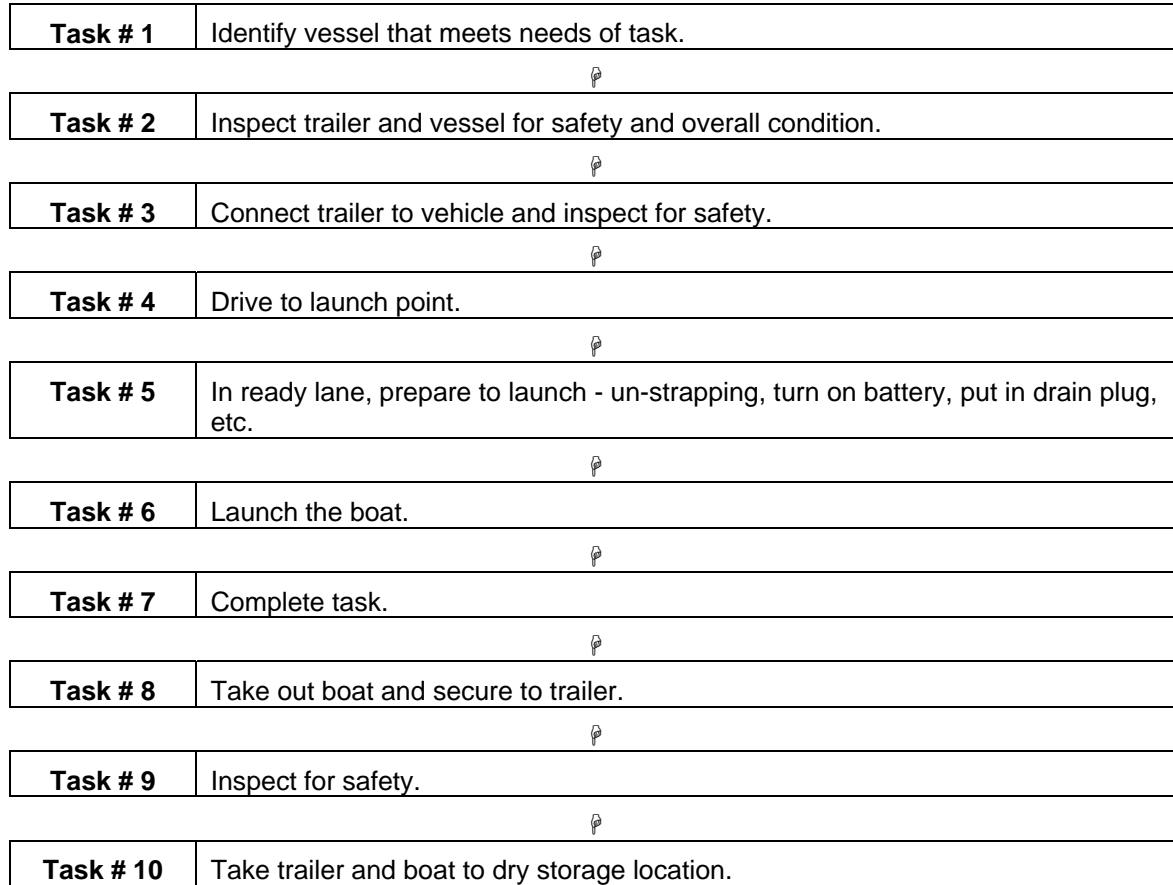 Task # 1 Identify vessel that meets needs of task.
Task # 2 Inspect trailer and vessel for safety and overall condition.
Task # 3 Connect trailer to vehicle and inspect for safety.
Task # 4 Drive to launch point.
Task # 5 In ready lane, prepare to launch - un-strapping, turn on battery, put in drain plug,
etc.
Task # 6 Launch the boat.
Task # 7 Complete task.
Task # 8 Take out boat and secure to trailer.
Task # 9 Inspect for safety.
Task # 10 Take trailer and boat to dry storage location.